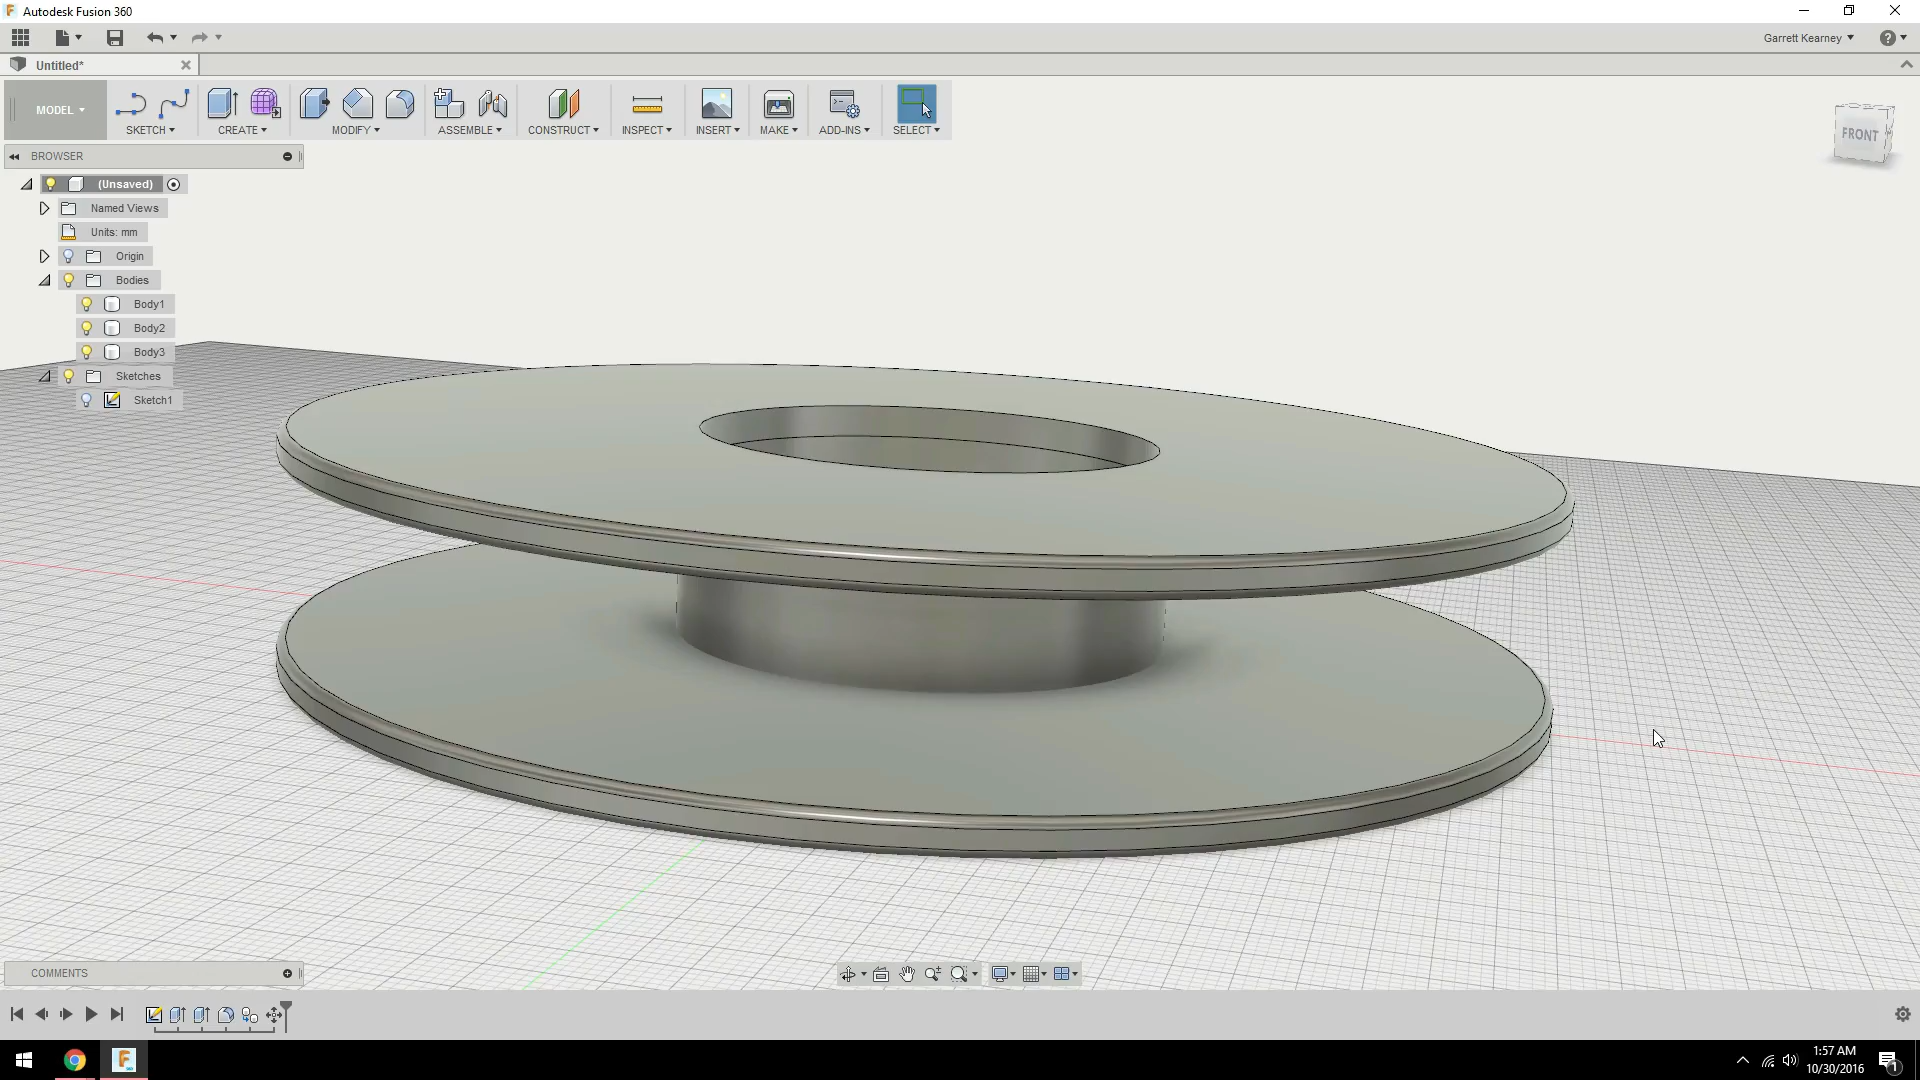 Autodesk Fusion 360
Garrett Kearney
Untitled*
MODEL
SKETCH
CREATE
MODIFY
ASSEMBLE
CONSTRUCT
INSPECT
INSERT
MAKE
ADD-INS
SELECT
FRONT
BROWSER
(Unsaved)
Named Views
Units: mm
Origin
Bodies
Body1
Body2
Body3
Sketches
Sketch1
COMMENTS
1:57 AM
10/30/2016
1